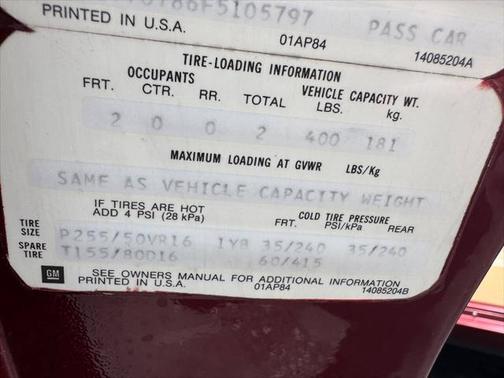 PRINTED IN U.S.A. 01AP84 PASS CAR 14085204A
TIRE-LOADING INFORMATION
OCCUPANTS VEHICLE CAPACITY WT.
FRT. CTR. RR. TOTAL LBS. kg.
2 0 0 2 400 181
MAXIMUM LOADING AT GVWR LBS/Kg
SAME AS VEHICLE CAPACITY WEIGHT
IF TIRES ARE HOT
ADD 4 PSI (28 kPa)
COLD TIRE PRESSURE
FRT. PSI/kPa REAR
TIRE SIZE P255/50VR16 1YB 35/240 35/240
SPARE TIRE T155/80D16 60/415
GM SEE OWNERS MANUAL FOR ADDITIONAL INFORMATION
PRINTED IN U.S.A. 01AP84 14085204B